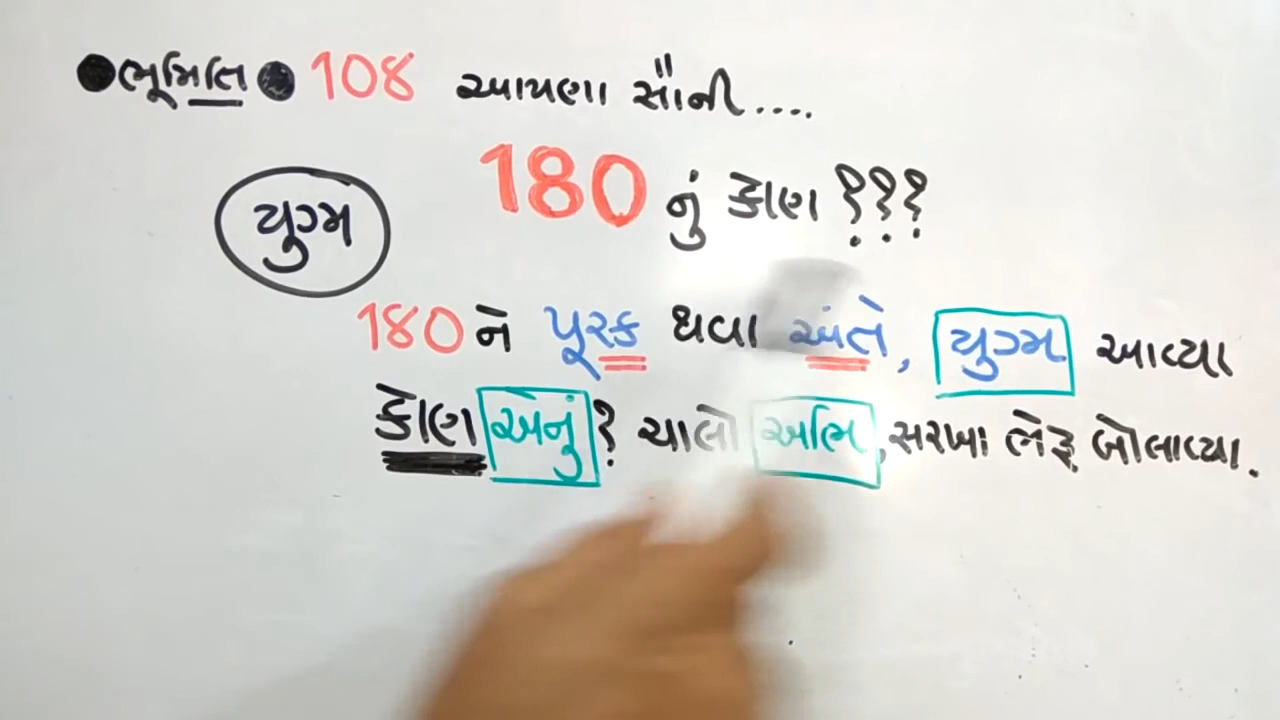 ● ભૂમિતિ ● 108 આપણા સૌની....
180 નું કોણ ???
યુગ્મ
180 ને પૂરક થવા અંતે, યુગ્મ આવ્યા
કોણ એનું ? ચાલો અભિ, સરખા ભેરૂ બોલાવ્યા.